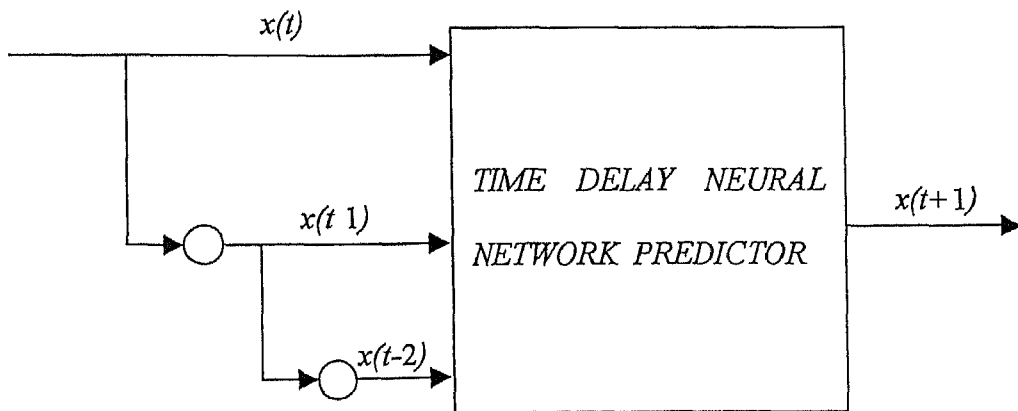 x(t)
x(t 1)
x(t-2)
TIME DELAY NEURAL
NETWORK PREDICTOR
x(t+1)